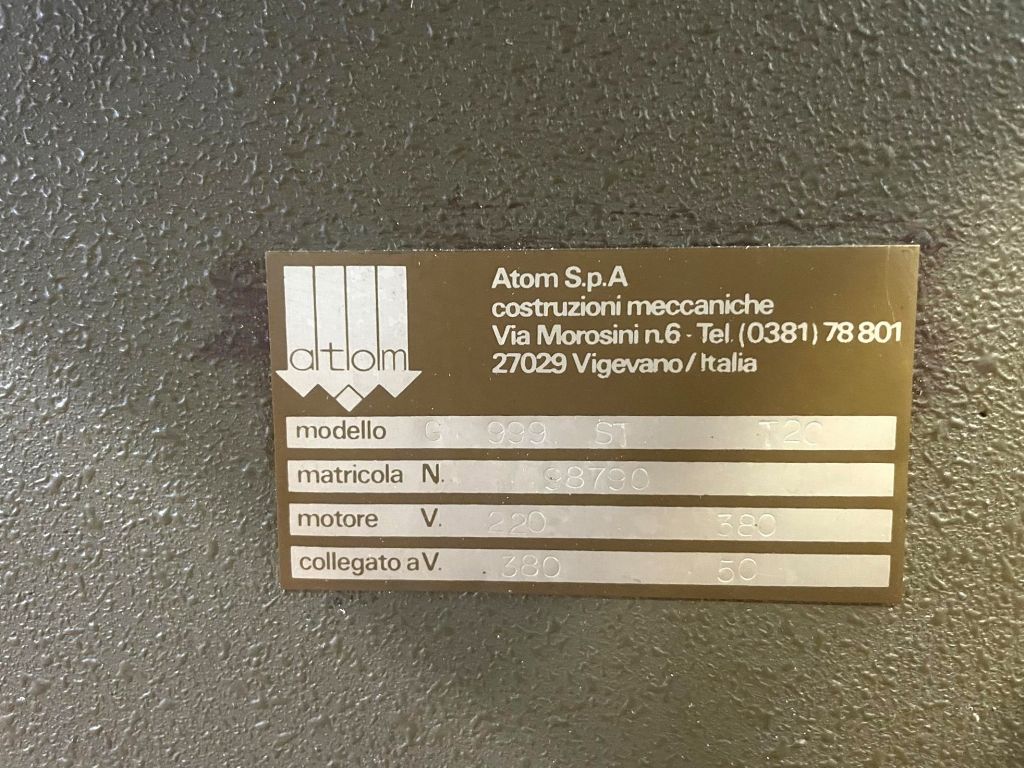 atom
Atom S.p.A
costruzioni meccaniche
Via Morosini n.6 - Tel. (0381) 78 801
27029 Vigevano / Italia
modello G 999 ST T2C
matricola N. 98790
motore V. 220 380
collegato a V. 380 50